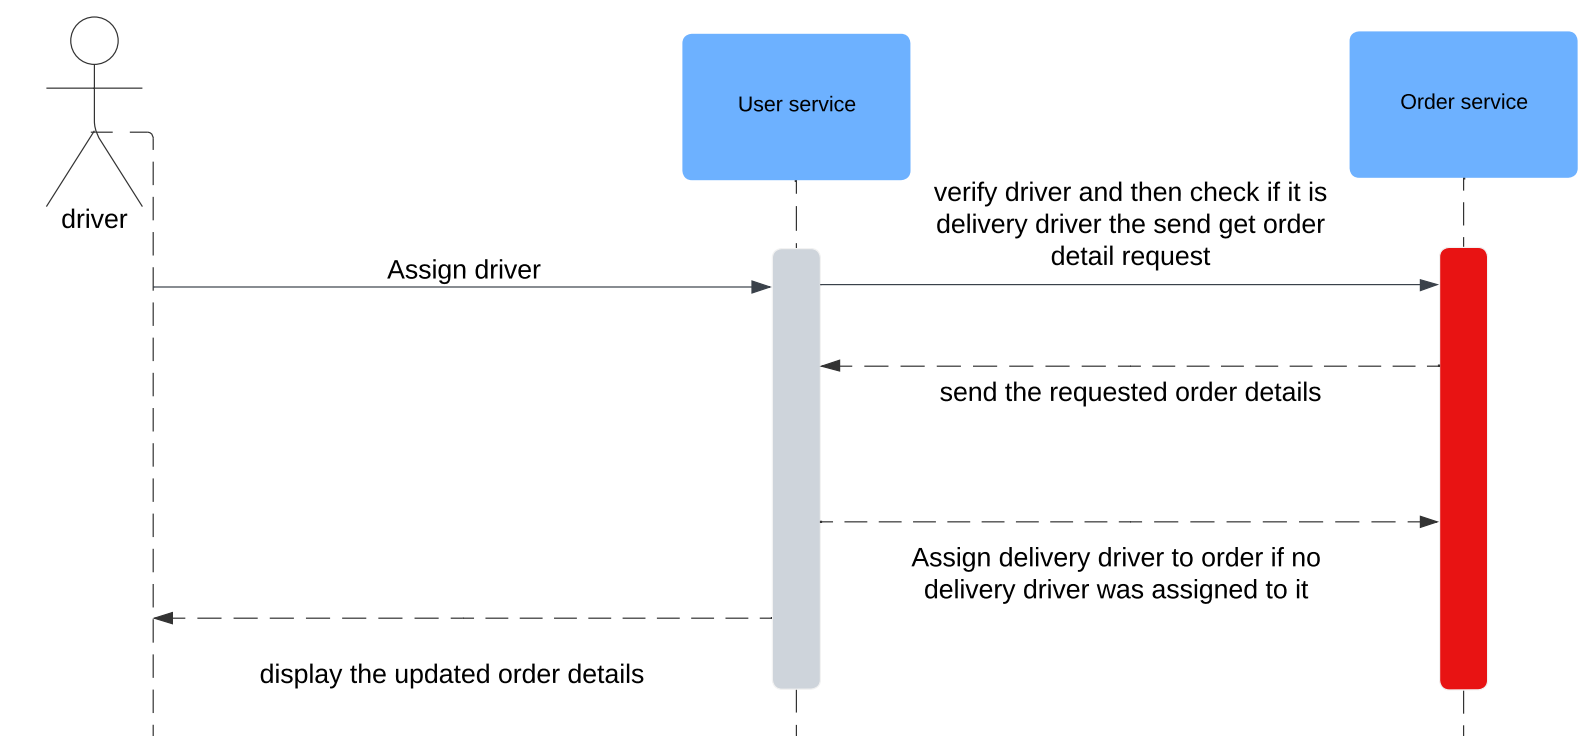 User service
Order service
driver
verify driver and then check if it is
delivery driver the send get order
detail request
Assign driver
send the requested order details
Assign delivery driver to order if no
delivery driver was assigned to it
display the updated order details